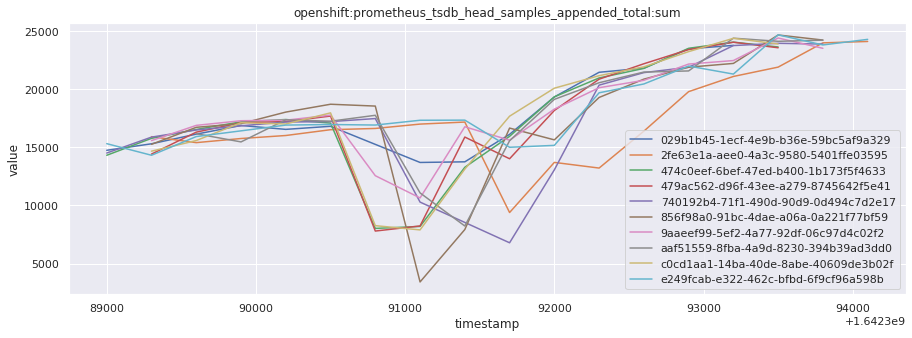 openshift:prometheus_tsdb_head_samples_appended_total:sum
25000
20000
15000
10000
5000
value
029b1b45-1ecf-4e9b-b36e-59bc5af9a329
2fe63e1a-aee0-4a3c-9580-5401ffe03595
474c0eef-6bef-47ed-b400-1b173f5f4633
479ac562-d96f-43ee-a279-8745642f5e41
740192b4-71f1-490d-90d9-0d494c7d2e17
856f98a0-91bc-4dae-a06a-0a221f77bf59
9aaeef99-5ef2-4a77-92df-06c97d4c02f2
aaf51559-8fba-4a9d-8230-394b39ad3dd0
c0cd1aa1-14ba-40de-8abe-40609de3b02f
e249fcab-e322-462c-bfbd-6f9cf96a598b
89000 90000 91000 92000 93000 94000
timestamp
+1.6423e9